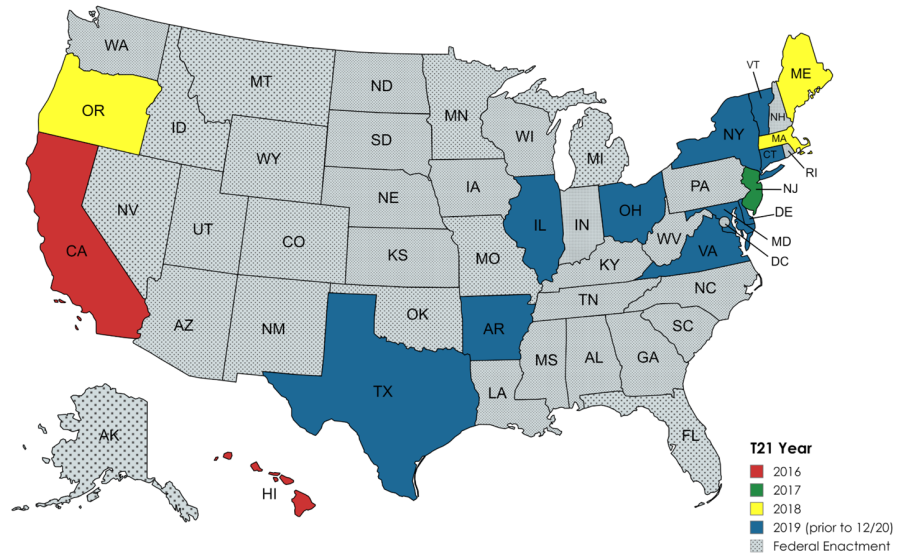 WA
MT
ND
MN
VT
ME
OR
ID
SD
WI
MI
NY
NH
MA
CT
RI
WY
NE
IA
PA
NJ
NV
UT
CO
KS
MO
IL
IN
OH
WV
VA
DE
MD
DC
CA
KY
NC
AZ
NM
OK
AR
TN
SC
TX
LA
MS
AL
GA
FL
AK
HI
T21 Year
2016
2017
2018
2019 (prior to 12/20)
Federal Enactment